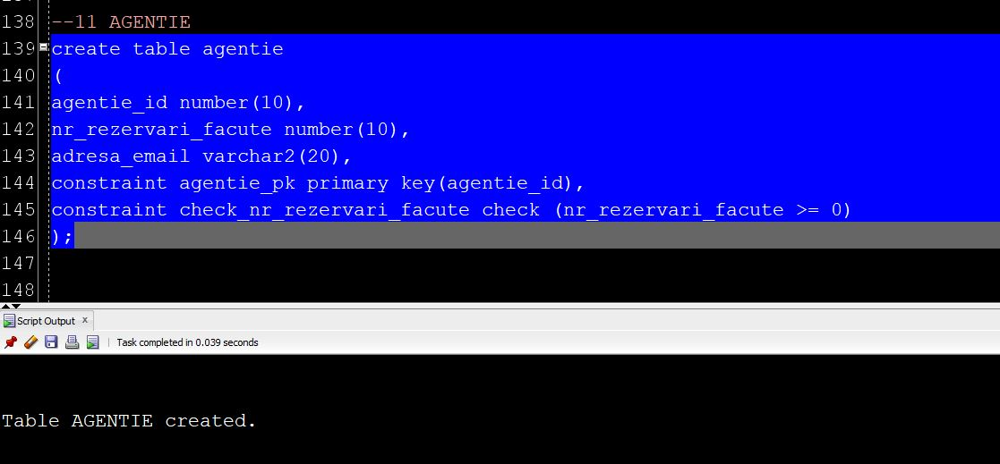 138 --11 AGENTIE
139 create table agentie
140 (
141 agentie_id number(10),
142 nr_rezervari_facute number(10),
143 adresa_email varchar2(20),
144 constraint agentie_pk primary key(agentie_id),
145 constraint check_nr_rezervari_facute check (nr_rezervari_facute >= 0)
146 );
147
148
Script Output x
Task completed in 0.039 seconds
Table AGENTIE created.